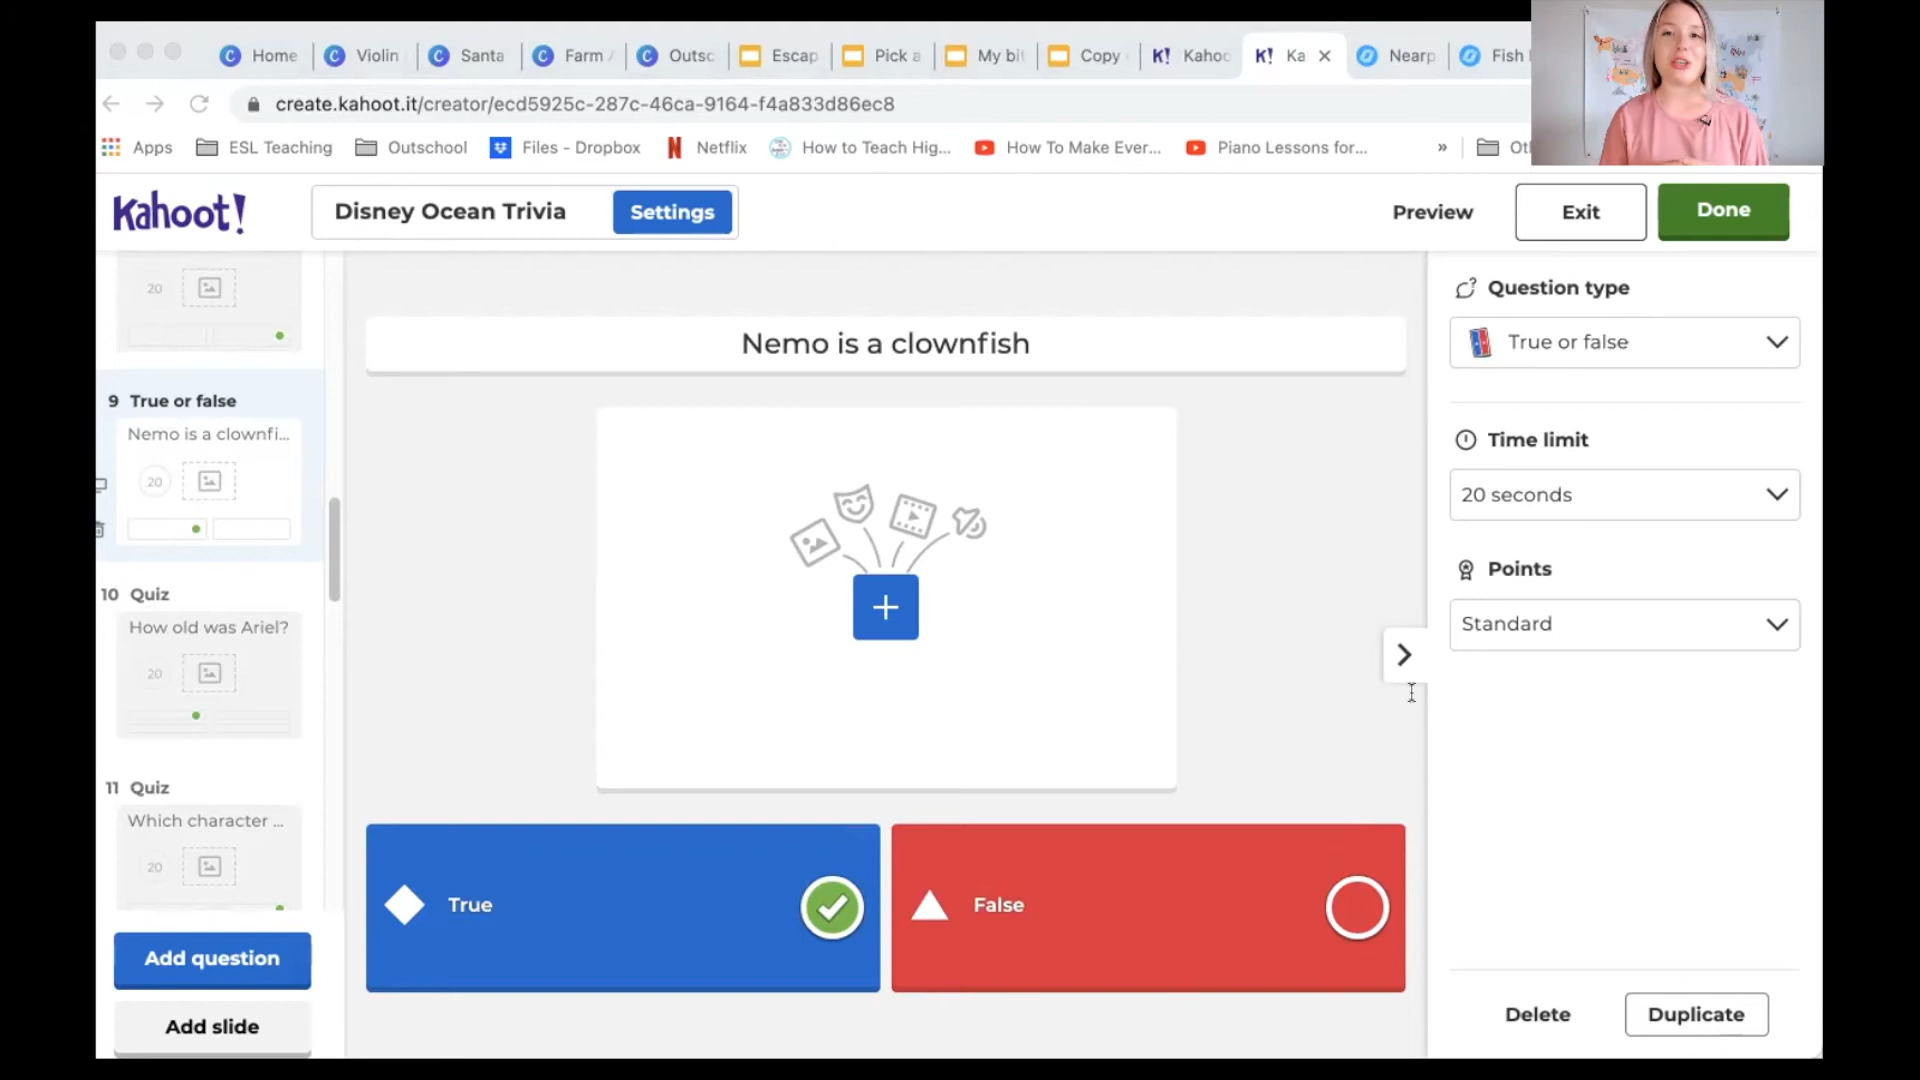 Home
Violin
Santa
Farm /
Outsc
Escap
Pick a
My bi
Copy
K! Kahoo
K! Ka
Nearp
Fish
create.kahoot.it/creator/ecd5925c-287c-46ca-9164-f4a833d86ec8
Apps
ESL Teaching
Outschool
Files - Dropbox
Netflix
How to Teach Hig...
How To Make Ever...
Piano Lessons for...
»
Kahoot!
Disney Ocean Trivia
Settings
Preview
Exit
Done
20
9 True or false
Nemo is a clownfi...
20
10 Quiz
How old was Ariel?
20
11 Quiz
Which character ...
20
Add question
Add slide
Nemo is a clownfish
True
False
Question type
True or false
Time limit
20 seconds
Points
Standard
Delete
Duplicate